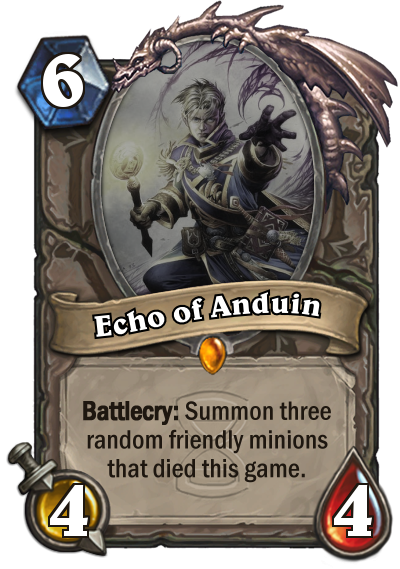 6
Echo of Anduin
Battlecry: Summon three
random friendly minions
that died this game.
4
4